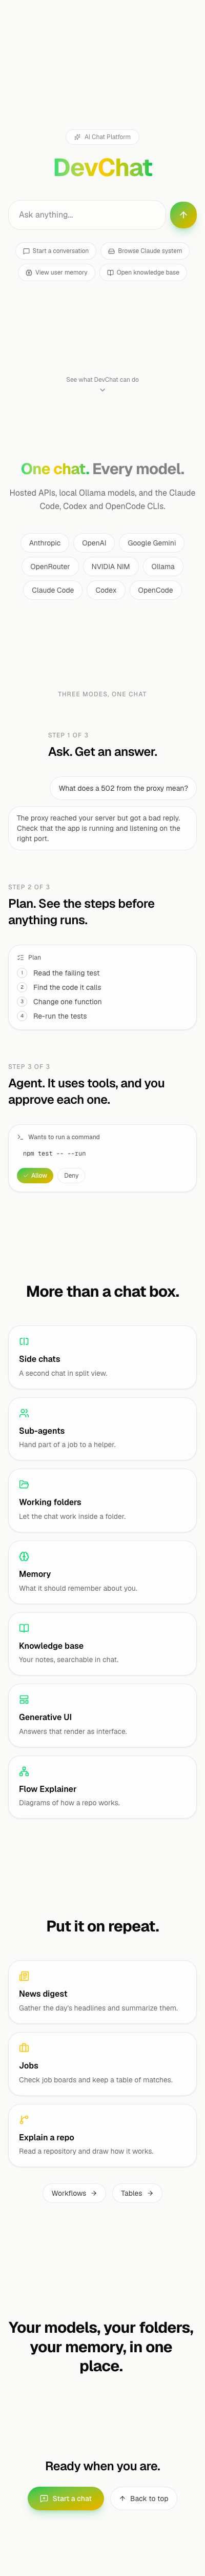 AI Chat Platform
DevChat
Ask anything...
Start a conversation
Browse Claude system
View user memory
Open knowledge base
See what DevChat can do
One chat. Every model.
Hosted APIs, local Ollama models, and the Claude
Code, Codex and OpenCode CLIs.
Anthropic
OpenAI
Google Gemini
OpenRouter
NVIDIA NIM
Ollama
Claude Code
Codex
OpenCode
THREE MODES, ONE CHAT
STEP 1 OF 3
Ask. Get an answer.
What does a 502 from the proxy mean?
The proxy reached your server but got a bad reply.
Check that the app is running and listening on the
right port.
STEP 2 OF 3
Plan. See the steps before
anything runs.
Plan
1 Read the failing test
2 Find the code it calls
3 Change one function
4 Re-run the tests
STEP 3 OF 3
Agent. It uses tools, and you
approve each one.
Wants to run a command
npm test -- --run
Allow
Deny
More than a chat box.
Side chats
A second chat in split view.
Sub-agents
Hand part of a job to a helper.
Working folders
Let the chat work inside a folder.
Memory
What it should remember about you.
Knowledge base
Your notes, searchable in chat.
Generative UI
Answers that render as interface.
Flow Explainer
Diagrams of how a repo works.
Put it on repeat.
News digest
Gather the day's headlines and summarize them.
Jobs
Check job boards and keep a table of matches.
Explain a repo
Read a repository and draw how it works.
Workflows
Tables
Your models, your folders,
your memory, in one
place.
Ready when you are.
Start a chat
Back to top